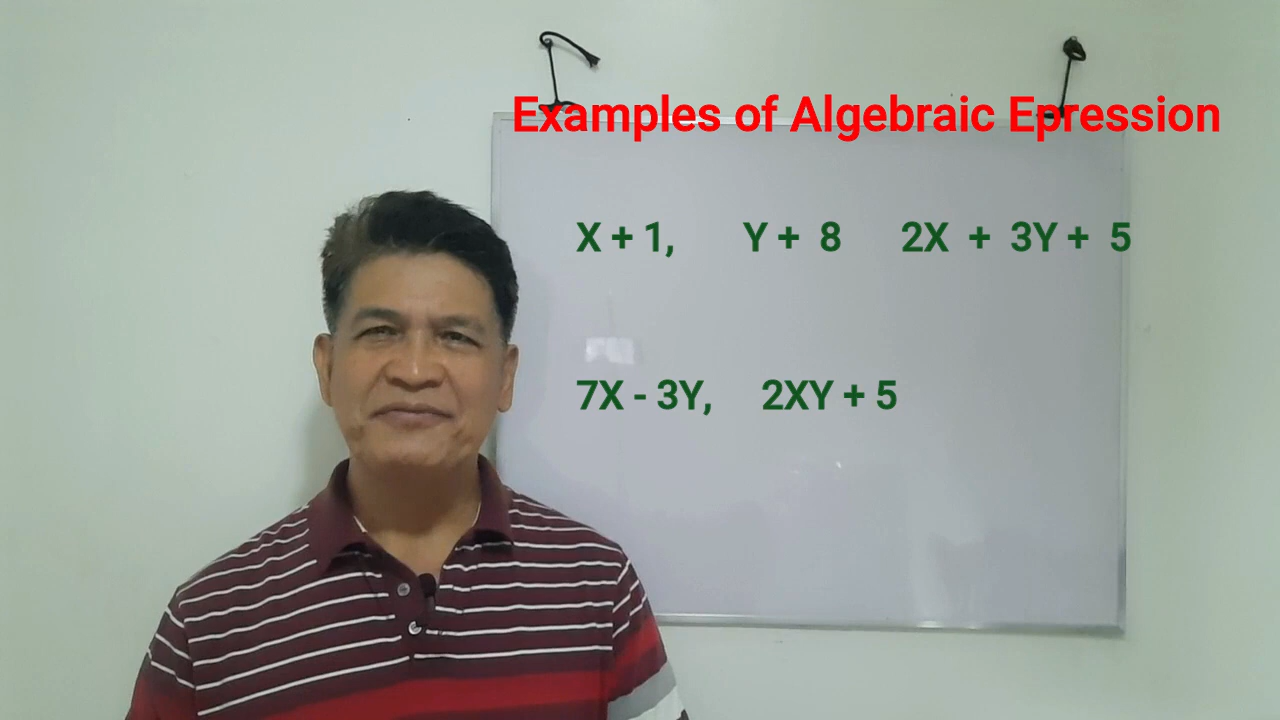 Examples of Algebraic Epression
X + 1, Y + 8 2X + 3Y + 5
7X - 3Y, 2XY + 5